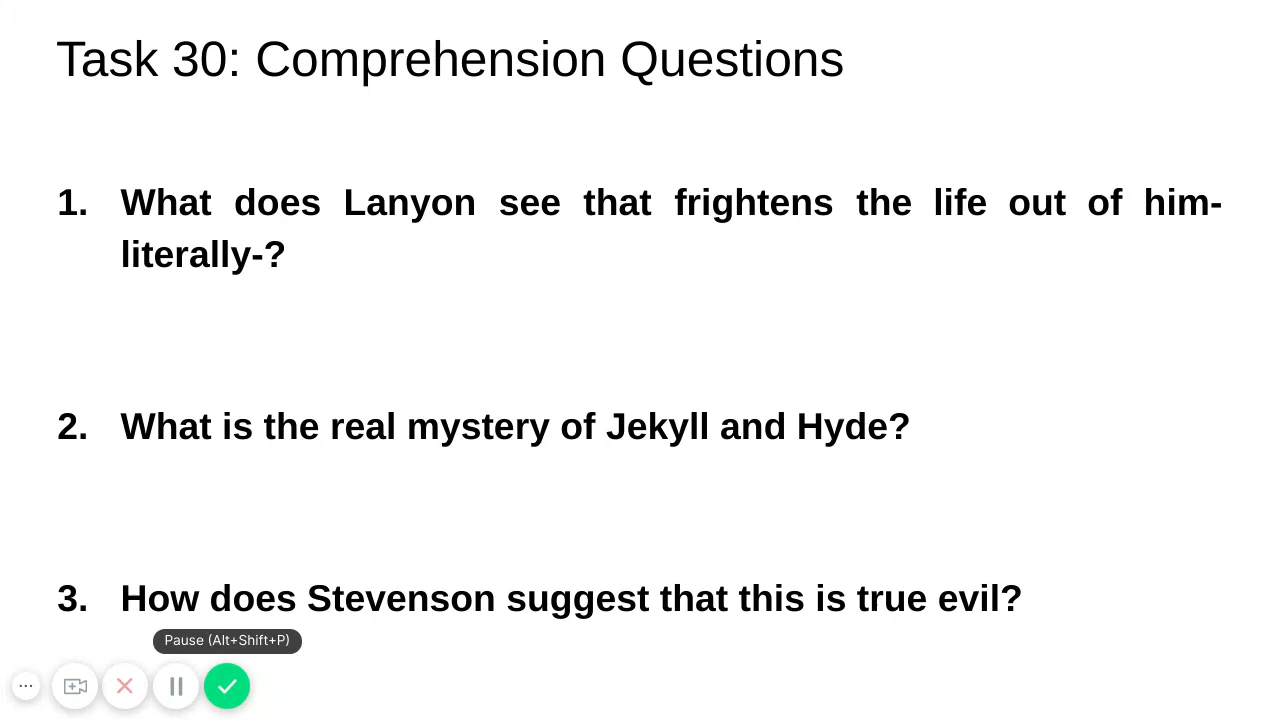 Task 30: Comprehension Questions
1. What does Lanyon see that frightens the life out of him-
literally-?
2. What is the real mystery of Jekyll and Hyde?
3. How does Stevenson suggest that this is true evil?
Pause (Alt+Shift+P)